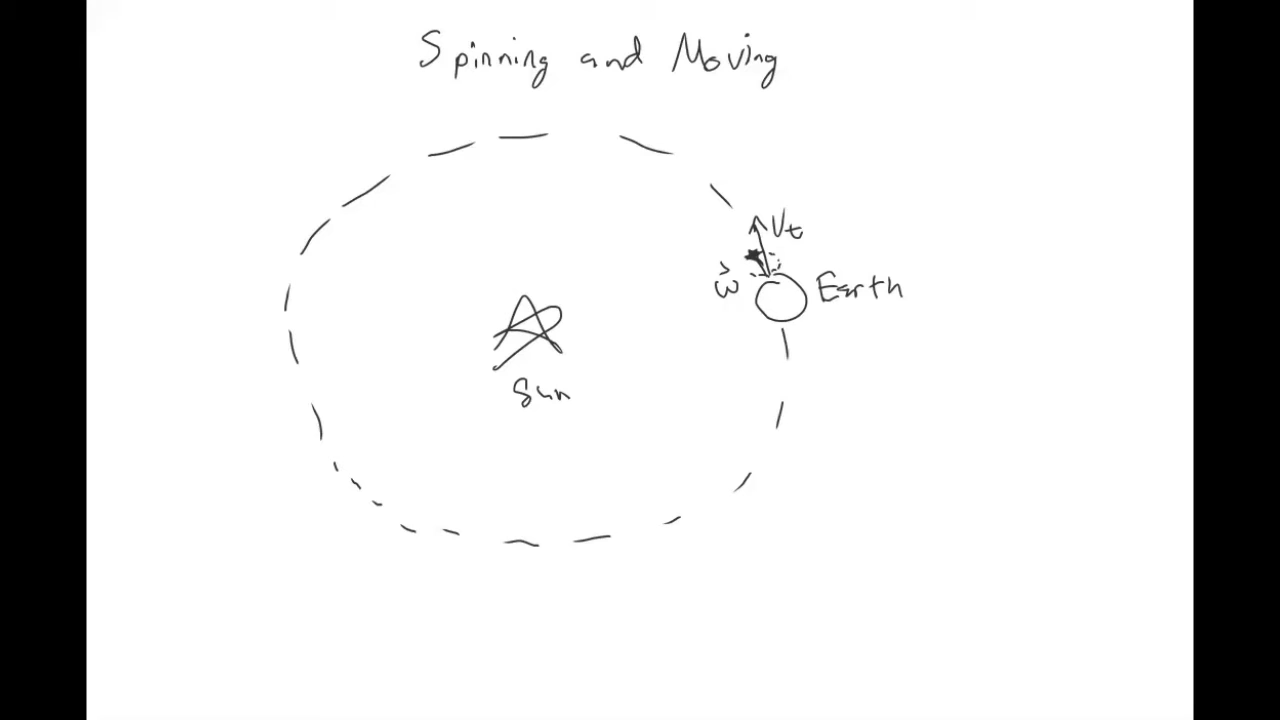 Spinning and Moving
Vt
ω
Earth
Sun